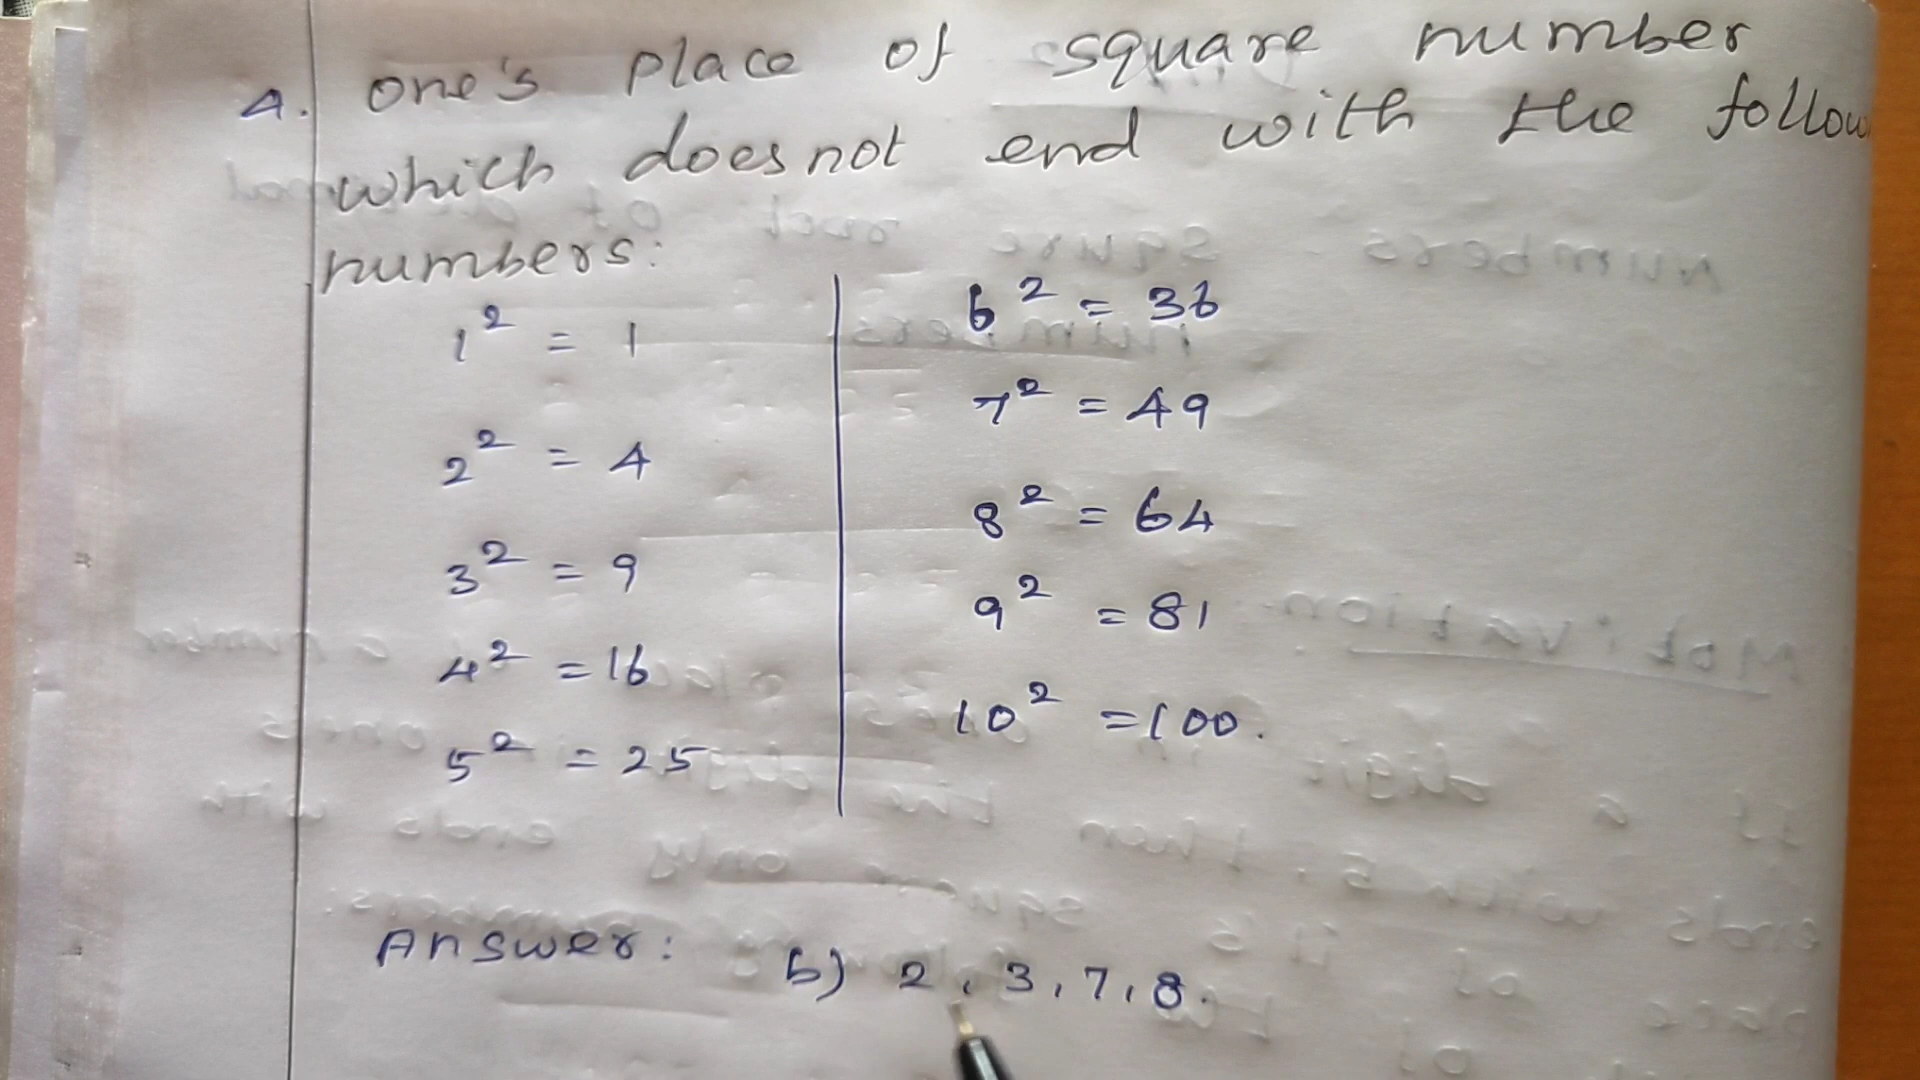 4. one's place of square number
which does not end with the follow
numbers:
1² = 1
2² = 4
3² = 9
4² = 16
5² = 25
6² = 36
7² = 49
8² = 64
9² = 81
10² = 100.
Answer: b) 2, 3, 7, 8.